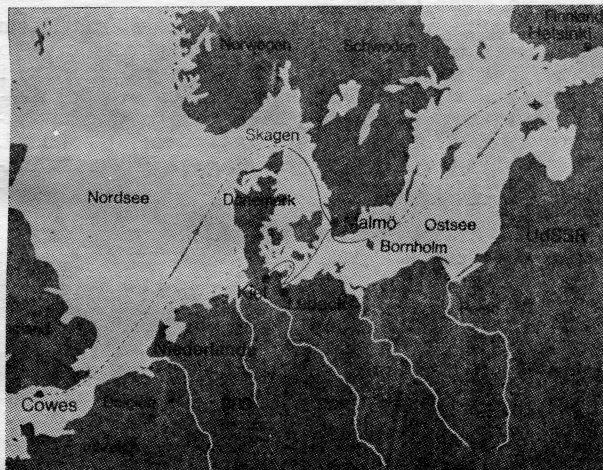 Finnland
Helsinki
Norwegen
Schweden
Skagen
Nordsee
Dänemark
Malmö
Ostsee
Bornholm
UdSSR
Kiel
Niederlande
Cowes